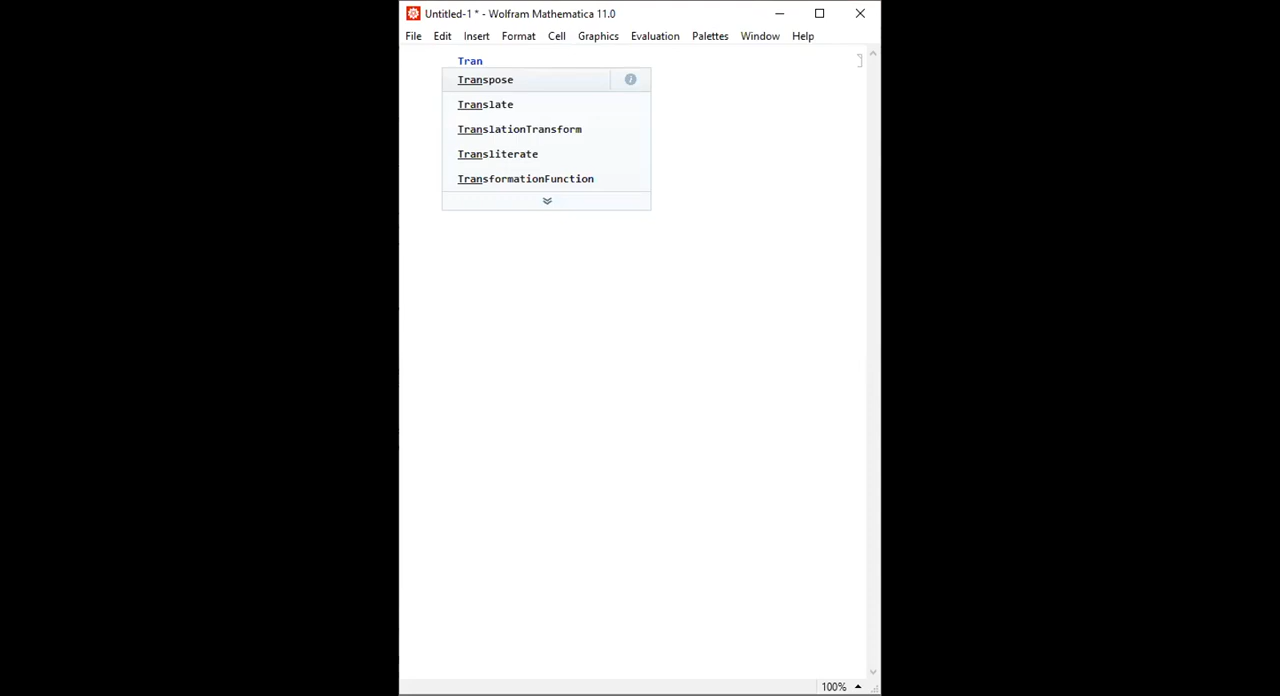 Untitled-1 * - Wolfram Mathematica 11.0
File Edit Insert Format Cell Graphics Evaluation Palettes Window Help
Tran
Transpose
Translate
TranslationTransform
Transliterate
TransformationFunction
100%